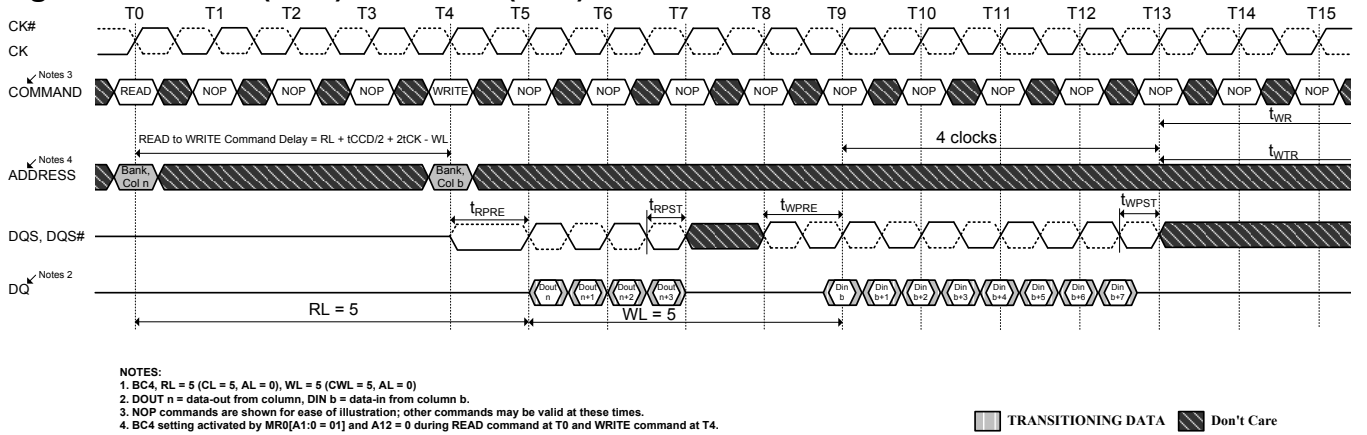 T0 T1 T2 T3 T4 T5 T6 T7 T8 T9 T10 T11 T12 T13 T14 T15
CK#
CK
Notes 3
COMMAND
READ NOP NOP NOP WRITE NOP NOP NOP NOP NOP NOP NOP NOP NOP NOP NOP
tWR
READ to WRITE Command Delay = RL + tCCD/2 + 2tCK - WL
4 clocks
tWTR
Notes 4
ADDRESS
Bank, Bank,
Col n Col b
tRPRE tRPST tWPRE tWPST
DQS, DQS#
Notes 2
DQ
Dout Dout Dout Dout Din Din Din Din Din Din Din Din
n n+1 n+2 n+3 b b+1 b+2 b+3 b+4 b+5 b+6 b+7
RL = 5 WL = 5
NOTES:
1. BC4, RL = 5 (CL = 5, AL = 0), WL = 5 (CWL = 5, AL = 0)
2. DOUT n = data-out from column, DIN b = data-in from column b.
3. NOP commands are shown for ease of illustration; other commands may be valid at these times.
4. BC4 setting activated by MR0[A1:0 = 01] and A12 = 0 during READ command at T0 and WRITE command at T4.
TRANSITIONING DATA Don't Care